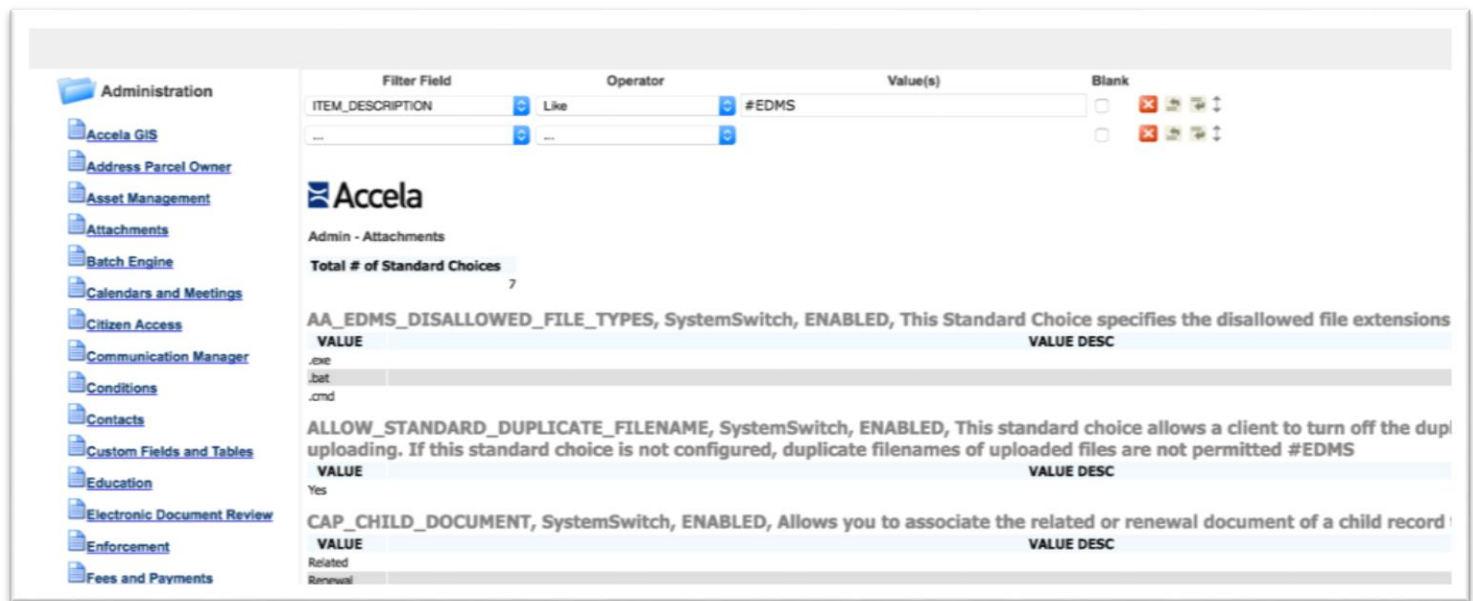 Administration
Accela GIS
Address Parcel Owner
Asset Management
Attachments
Batch Engine
Calendars and Meetings
Citizen Access
Communication Manager
Conditions
Contacts
Custom Fields and Tables
Education
Electronic Document Review
Enforcement
Fees and Payments
Filter Field Operator Value(s) Blank
ITEM_DESCRIPTION Like #EDMS
... ...
Accela
Admin - Attachments
Total # of Standard Choices
7
AA_EDMS_DISALLOWED_FILE_TYPES, SystemSwitch, ENABLED, This Standard Choice specifies the disallowed file extensions
VALUE VALUE DESC
.exe
.bat
.cmd
ALLOW_STANDARD_DUPLICATE_FILENAME, SystemSwitch, ENABLED, This standard choice allows a client to turn off the dupl
uploading. If this standard choice is not configured, duplicate filenames of uploaded files are not permitted #EDMS
VALUE VALUE DESC
Yes
CAP_CHILD_DOCUMENT, SystemSwitch, ENABLED, Allows you to associate the related or renewal document of a child record
VALUE VALUE DESC
Related
Renewal